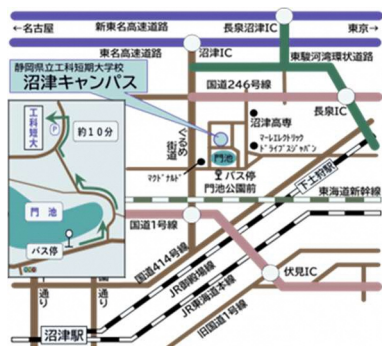 ←名古屋
新東名高速道路
長泉沼津IC
東京→
東名高速道路
沼津IC
東駿河湾環状道路
静岡県立工科短期大学校
沼津キャンパス
国道246号線
長泉IC
工科短大
P
約10分
門池
バス停
ぐるめ街道
沼津高専
マーレエレクトリック
ドライブスジャパン
門池
マクドナルド
バス停
門池公園前
下土狩駅
東海道新幹線
国道1号線
国道414号線
JR御殿場線
JR東海道本線
伏見IC
旧国道1号線
通り
通り
沼津駅